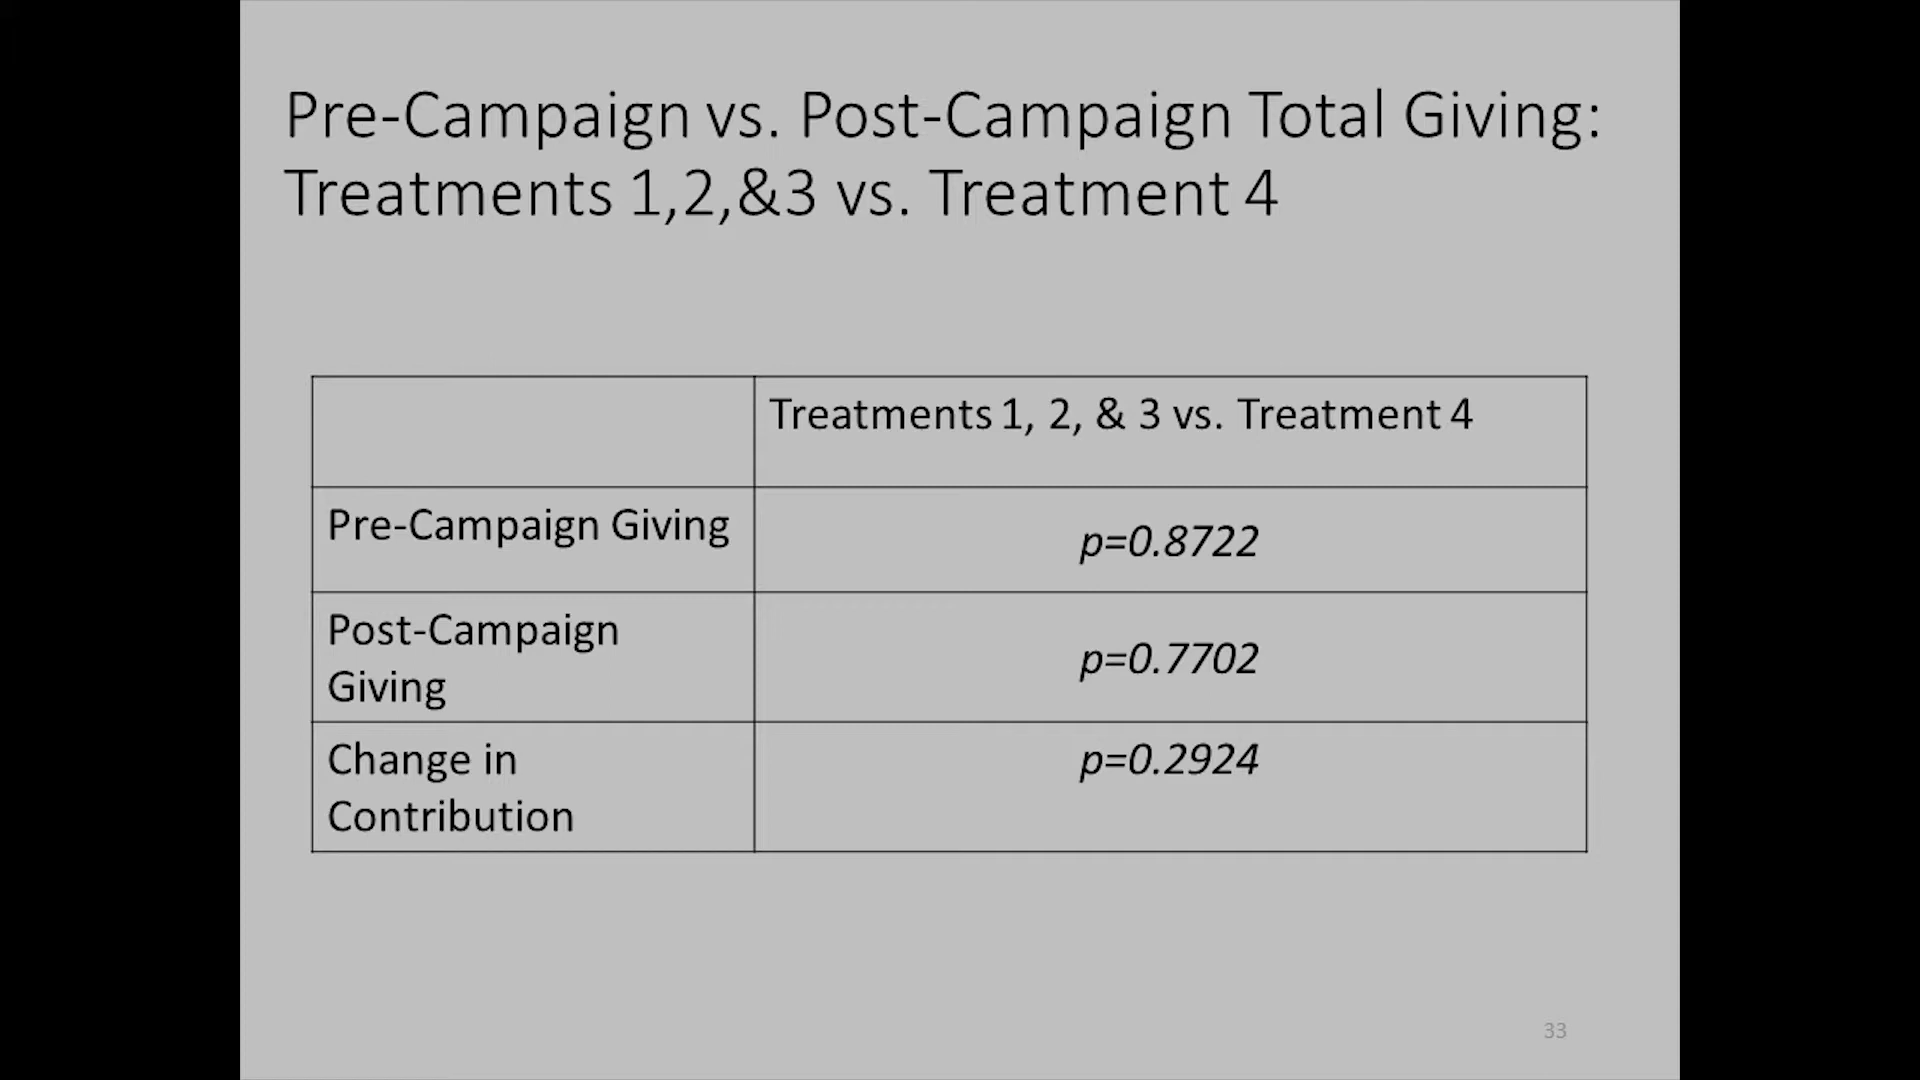 Pre-Campaign vs. Post-Campaign Total Giving:
Treatments 1,2,&3 vs. Treatment 4
Treatments 1, 2, & 3 vs. Treatment 4
Pre-Campaign Giving
p=0.8722
Post-Campaign
Giving
p=0.7702
Change in
Contribution
p=0.2924
33